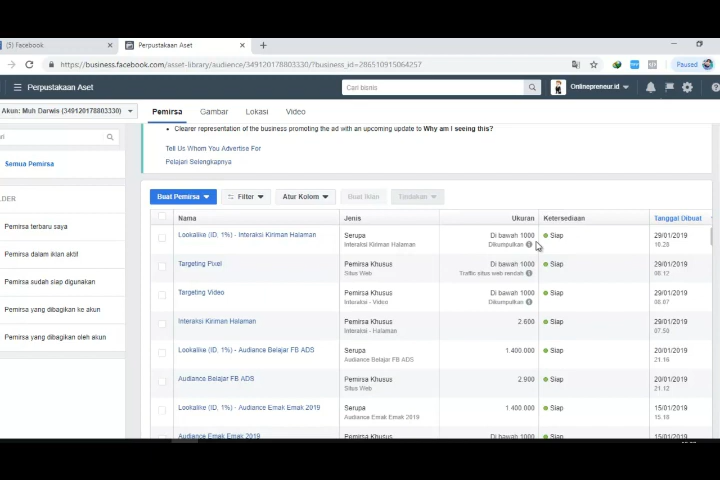 (5) Facebook
Perpustakaan Aset
https://business.facebook.com/asset-library/audience/349120178803330/?business_id=286510915064257
Paused
Perpustakaan Aset
Cari bisnis
Onlinepreneur.id
Akun: Muh Darwis (349120178803330)
Pemirsa
Gambar
Lokasi
Video
Clearer representation of the business promoting the ad with an upcoming update to Why am I seeing this?
Tell Us Whom You Advertise For
Pelajari Selengkapnya
Semua Pemirsa
LDER
Pemirsa terbaru saya
Pemirsa dalam iklan aktif
Pemirsa sudah siap digunakan
Pemirsa yang dibagikan ke akun
Pemirsa yang dibagikan oleh akun
Buat Pemirsa
Filter
Atur Kolom
Buat Iklan
Tindakan
Nama Jenis Ukuran Ketersediaan Tanggal Dibuat
Lookalike (ID, 1%) - Interaksi Kiriman Halaman Serupa Di bawah 1000 Siap 29/01/2019
Interaksi Kiriman Halaman Dikumpulkan 10.28
Targeting Pixel Pemirsa Khusus Di bawah 1000 Siap 29/01/2019
Situs Web Traffic situs web rendah 08.12
Targeting Video Pemirsa Khusus Di bawah 1000 Siap 29/01/2019
Interaksi - Video Dikumpulkan 08.07
Interaksi Kiriman Halaman Pemirsa Khusus 2.600 Siap 29/01/2019
Interaksi - Halaman 07.50
Lookalike (ID, 1%) - Audiance Belajar FB ADS Serupa 1.400.000 Siap 20/01/2019
Audiance Belajar FB ADS 21.16
Audiance Belajar FB ADS Pemirsa Khusus 2.900 Siap 20/01/2019
Situs Web 21.12
Lookalike (ID, 1%) - Audiance Emak Emak 2019 Serupa 1.400.000 Siap 15/01/2019
Audiance Emak Emak 2019 15.18
Audiance Emak Emak 2019 Pemirsa Khusus Di bawah 1000 Siap 15/01/2019